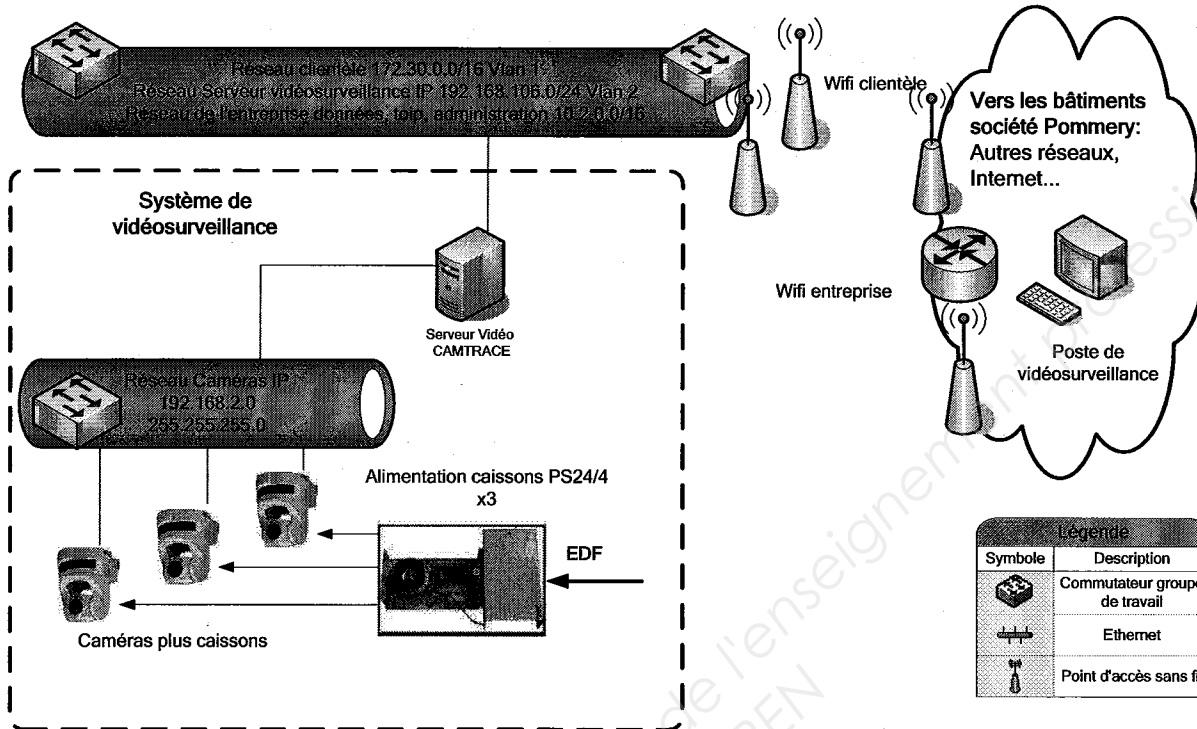 Réseau clientèle 172.30.0.0/16 Vlan 1
Réseau Serveur vidéosurveillance IP 192.168.106.0/24 Vlan 2
Réseau de l'entreprise données, toip, administration 10.2.0.0/16
Wifi clientèle
Vers les bâtiments
société Pommery:
Autres réseaux,
Internet...
Système de
vidéosurveillance
Serveur Vidéo
CAMTRACE
Wifi entreprise
Poste de
vidéosurveillance
Réseau Caméras IP
192.168.2.0
255.255.255.0
Alimentation caissons PS24/4
x3
EDF
Caméras plus caissons
Légende
Symbole
Description
Commutateur groupe
de travail
Ethernet
Point d'accès sans fi
de l'enseignement professi